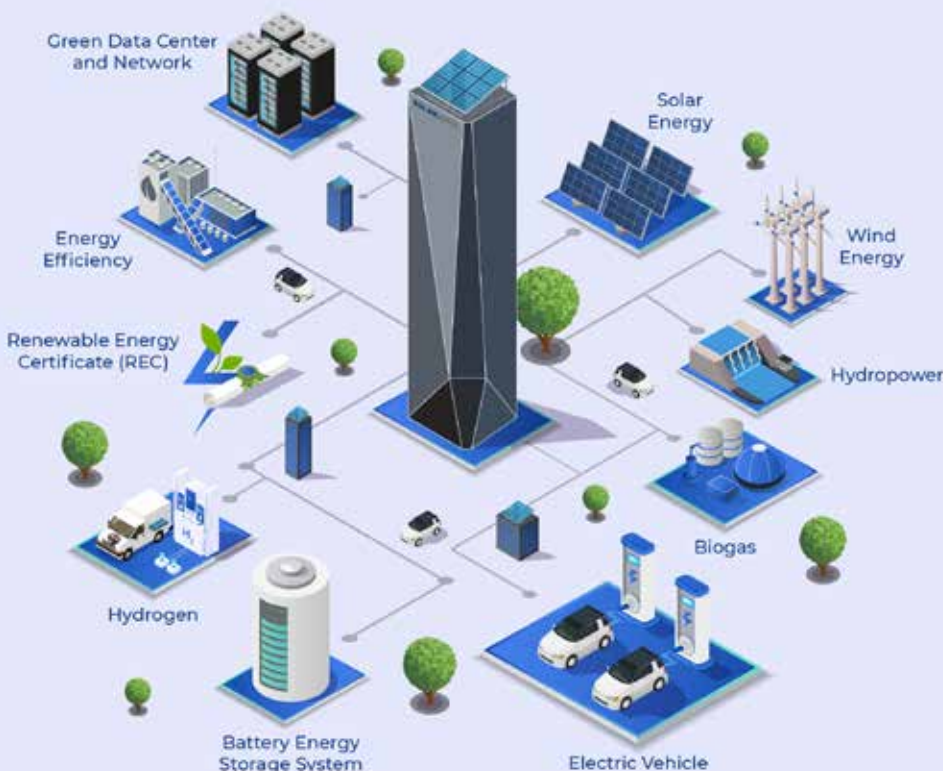 Green Data Center
and Network
Solar
Energy
Energy
Efficiency
Wind
Energy
Renewable Energy
Certificate (REC)
Hydropower
Biogas
Hydrogen
H₂
Battery Energy
Storage System
Electric Vehicle